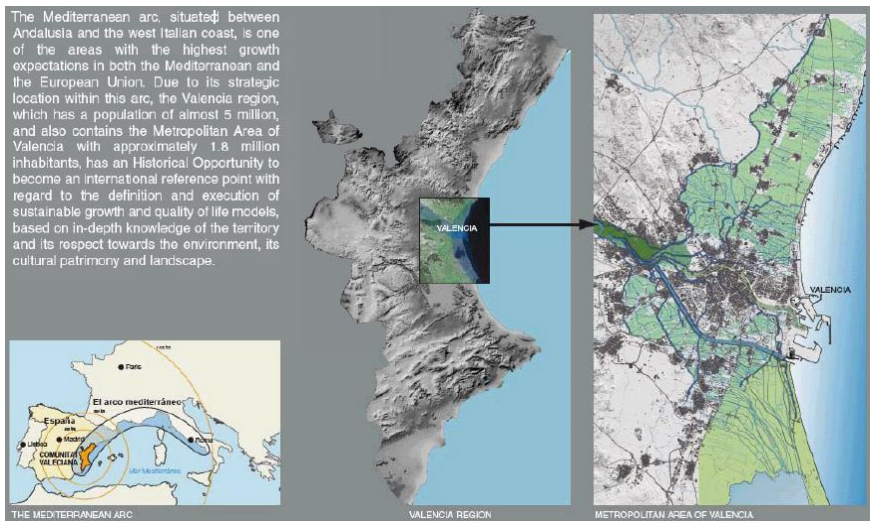 The Mediterranean arc, situated between
Andalusia and the west Italian coast, is one
of the areas with the highest growth
expectations in both the Mediterranean and
the European Union. Due to its strategic
location within this arc, the Valencia region,
which has a population of almost 5 million,
and also contains the Metropolitan Area of
Valencia with approximately 1.8 million
inhabitants, has an Historical Opportunity to
become an international reference point with
regard to the definition and execution of
sustainable growth and quality of life models,
based on in-depth knowledge of the territory
and its respect towards the environment, its
cultural patrimony and landscape.
VALENCIA
VALENCIA
Paris
El arco mediterráneo
España
Madrid
Lisboa
Roma
COMUNITAT
VALECIANA
Mar Mediterráneo
THE MEDITERRANEAN ARC
VALENCIA REGION
METROPOLITAN AREA OF VALENCIA